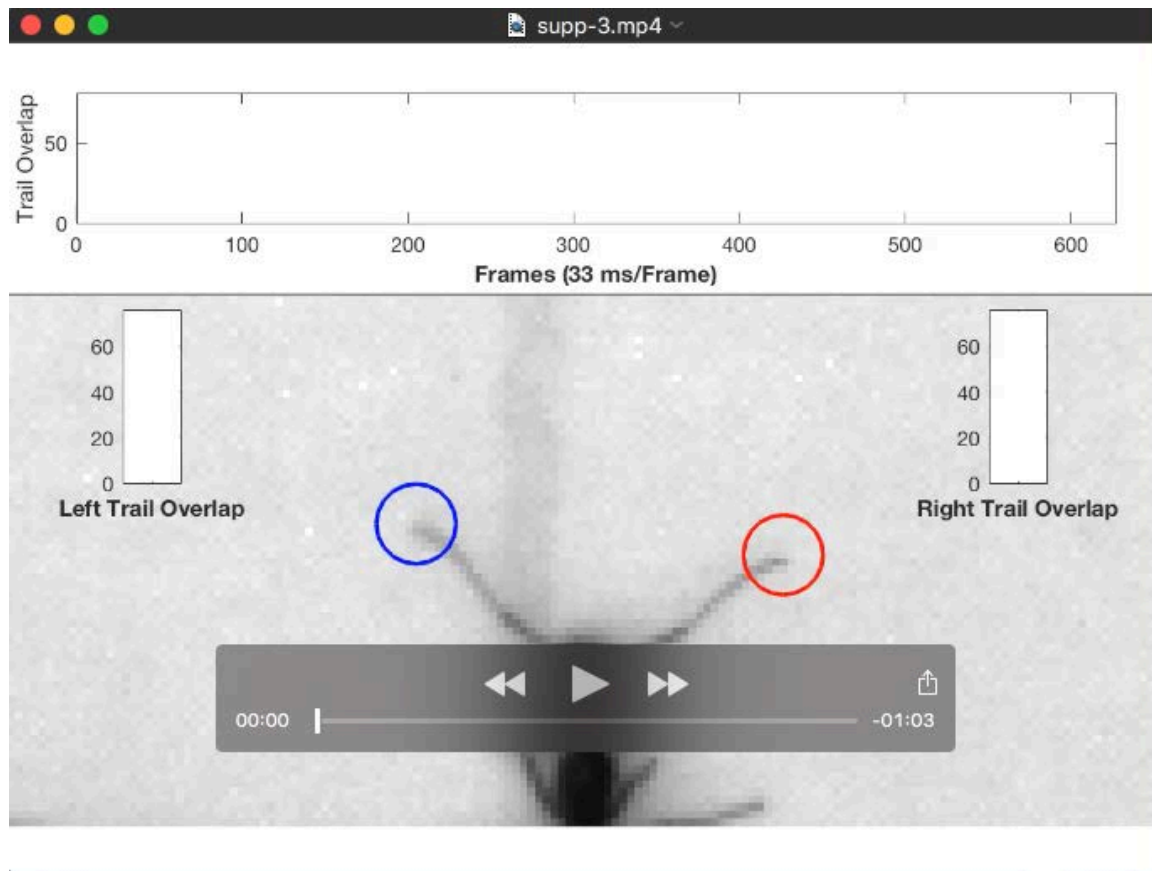 supp-3.mp4
Trail Overlap
50
0
0 100 200 300 400 500 600
Frames (33 ms/Frame)
60
40
20
0
Left Trail Overlap
60
40
20
0
Right Trail Overlap
00:00 -01:03